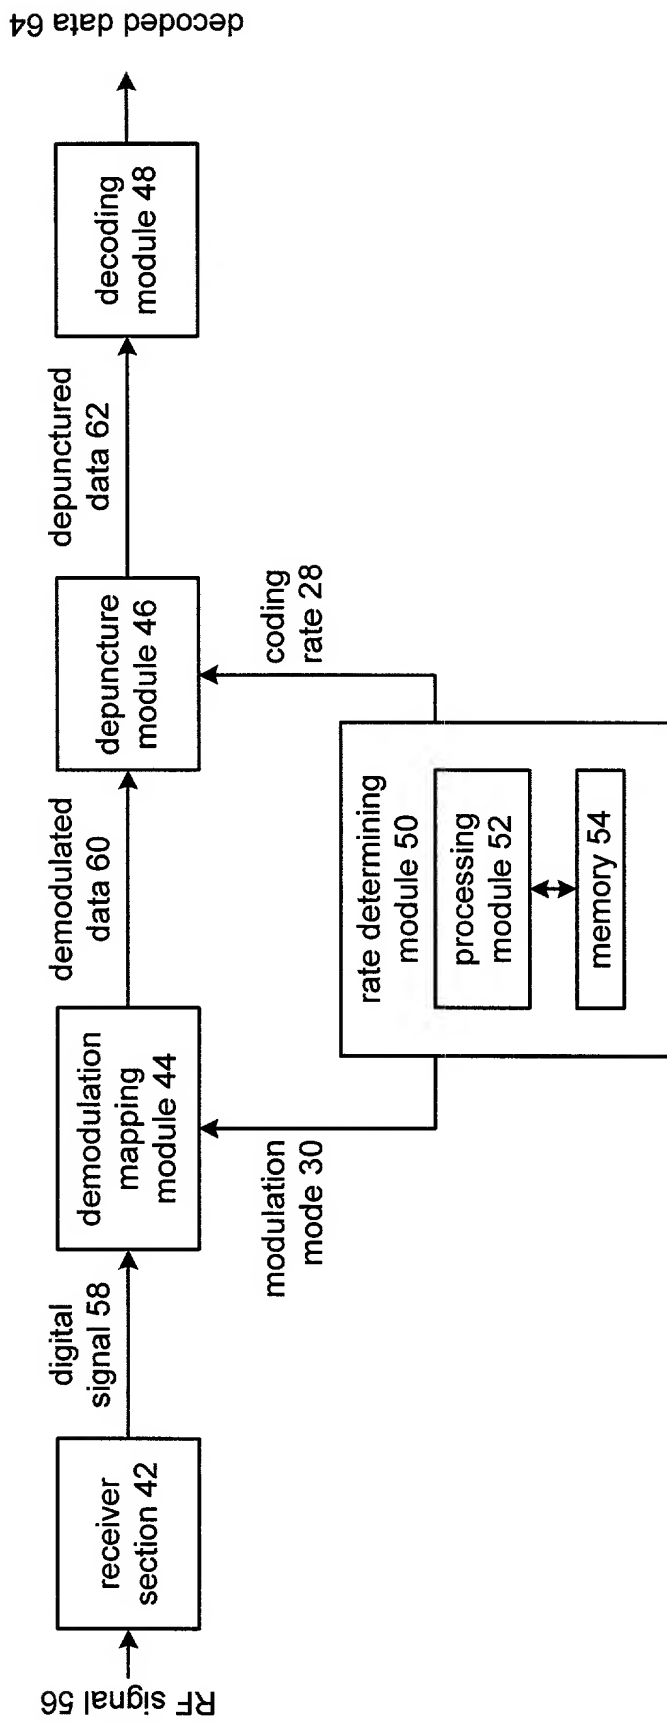 RF signal 56
receiver
section 42
digital
signal 58
demodulation
mapping
module 44
modulation
mode 30
demodulated
data 60
rate determining
module 50
processing
module 52
memory 54
depuncture
module 46
coding
rate 28
depunctured
data 62
decoding
module 48
decoded data 64